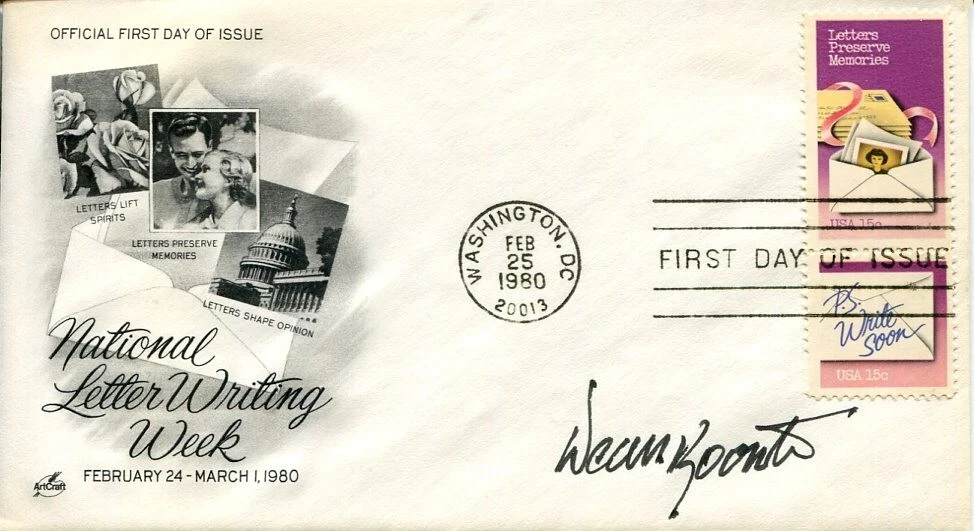 OFFICIAL FIRST DAY OF ISSUE
LETTERS LIFT
SPIRITS
LETTERS PRESERVE
MEMORIES
LETTERS SHAPE OPINION
National
Letter Writing
Week
FEBRUARY 24 - MARCH 1, 1980
ArtCraft
WASHINGTON, DC
FEB
25
1980
20013
FIRST DAY OF ISSUE
Letters
Preserve
Memories
USA 15c
P.S.
Write
Soon
USA 15c
Dean Koontz